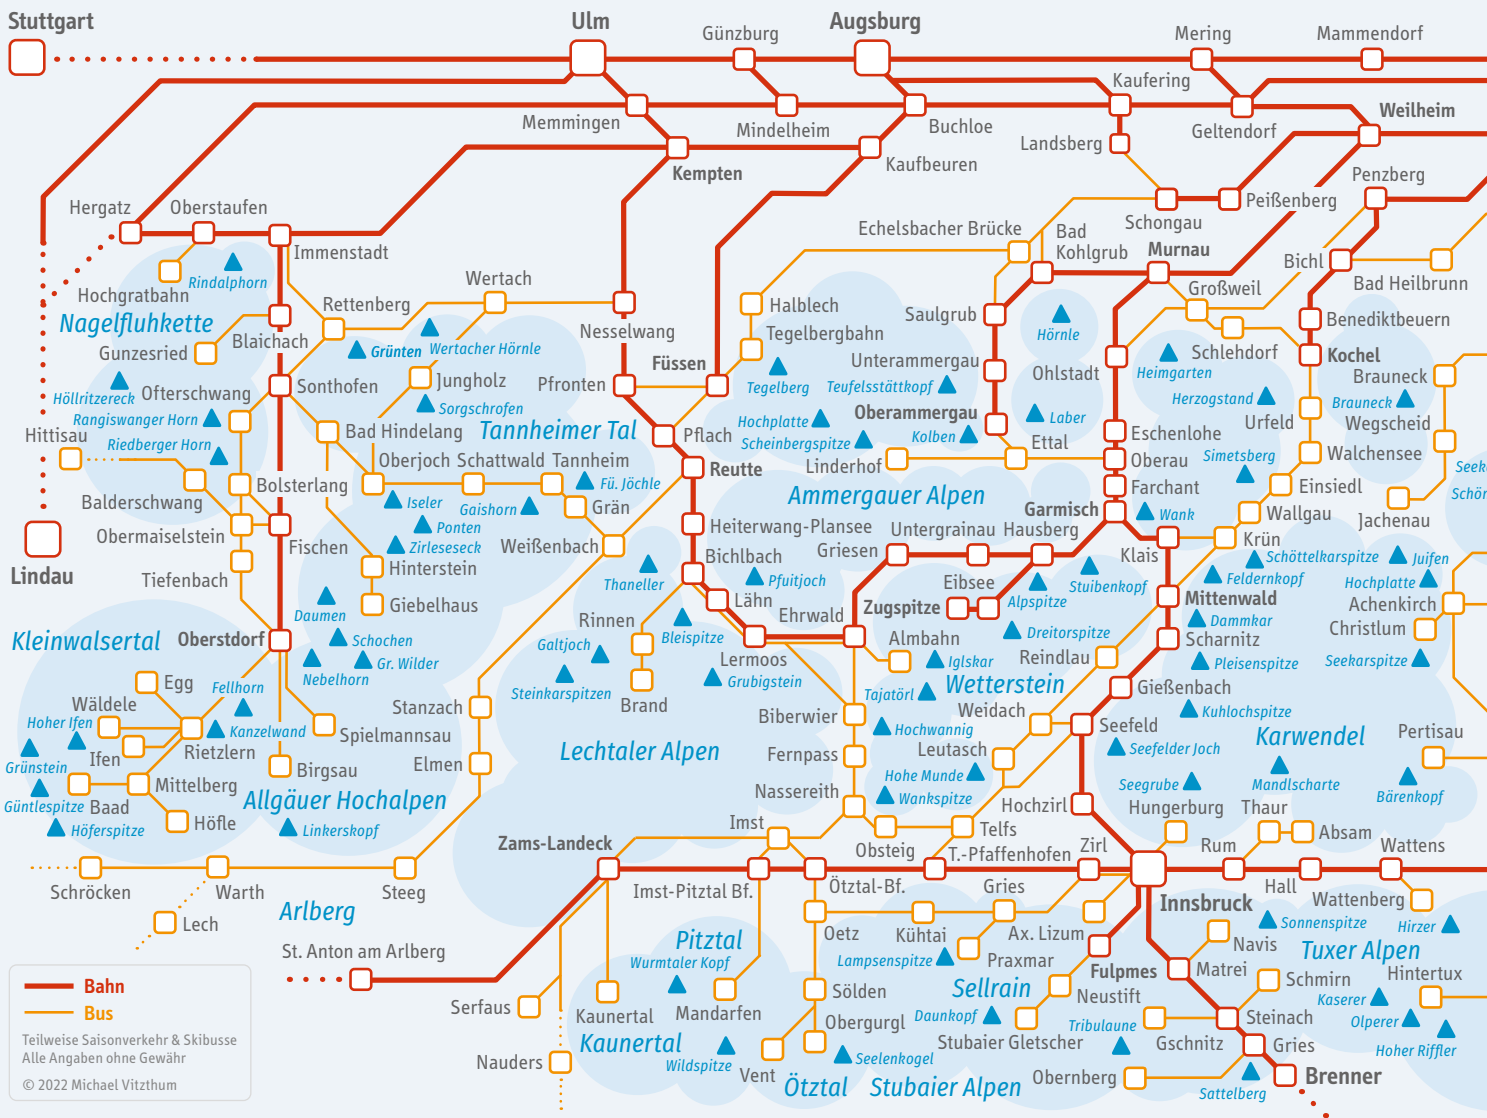 Stuttgart
Ulm
Günzburg
Augsburg
Mering
Mammendorf
Kaufering
Memmingen
Mindelheim
Buchloe
Geltendorf
Weilheim
Landsberg
Kempten
Kaufbeuren
Penzberg
Hergatz
Oberstaufen
Peißenberg
Schongau
Echelsbacher Brücke
Bad
Kohlgrub
Murnau
Immenstadt
Bichl
Bad Heilbrunn
Hochgratbahn
Rindalphorn
Wertach
Großweil
Nagelfluhkette
Rettenberg
Nesselwang
Halblech
Saulgrub
Hörnle
Benediktbeuern
Blaichach
Gunzesried
Grünten
Wertacher Hörnle
Tegelbergbahn
Schlehdorf
Kochel
Füssen
Unterammergau
Ohlstadt
Heimgarten
Brauneck
Höllritzereck
Ofterschwang
Sonthofen
Jungholz
Pfronten
Tegelberg
Teufelsstättkopf
Herzogstand
Brauneck
Rangiswanger Horn
Sorgschrofen
Hochplatte
Oberammergau
Laber
Urfeld
Wegscheid
Hittisau
Riedberger Horn
Bad Hindelang
Tannheimer Tal
Pflach
Scheinbergspitze
Kolben
Ettal
Eschenlohe
Simetsberg
Walchensee
Oberjoch
Schattwald
Tannheim
Reutte
Linderhof
Oberau
Seek
Balderschwang
Bolsterlang
Iseler
Gaishorn
Fü. Jöchle
Ammergauer Alpen
Farchant
Einsiedl
Schör
Grän
Garmisch
Wank
Wallgau
Jachenau
Obermaiselstein
Ponten
Heiterwang-Plansee
Untergrainau
Hausberg
Fischen
Zirleseseck
Weißenbach
Griesen
Klais
Krün
Lindau
Tiefenbach
Hinterstein
Thaneller
Bichlbach
Pfuitjoch
Eibsee
Stuibenkopf
Schöttelkarspitze
Juifen
Feldernkopf
Hochplatte
Daumen
Giebelhaus
Lähn
Zugspitze
Alpspitze
Mittenwald
Achenkirch
Kleinwalsertal
Oberstdorf
Schochen
Rinnen
Bleispitze
Ehrwald
Almbahn
Dreitorspitze
Dammkar
Christlum
Galtjoch
Scharnitz
Nebelhorn
Gr. Wilder
Lermoos
Iglskar
Reindlau
Pleisenspitze
Seekarspitze
Egg
Fellhorn
Steinkarspitzen
Grubigstein
Tajatörl
Wetterstein
Gießenbach
Wäldele
Stanzach
Brand
Biberwier
Weidach
Kuhlochspitze
Hoher Ifen
Kanzelwand
Spielmannsau
Hochwannig
Seefeld
Karwendel
Pertisau
Grünstein
Ifen
Rietzlern
Lechtaler Alpen
Fernpass
Leutasch
Seefelder Joch
Mittelberg
Birgsau
Elmen
Hohe Munde
Seegrube
Mandlscharte
Bärenkopf
Güntlespitze
Baad
Allgäuer Hochalpen
Nassereith
Wankspitze
Hochzirl
Hungerburg
Thaur
Höferspitze
Höfle
Linkerskopf
Imst
Telfs
Absam
Zams-Landeck
Obsteig
T.-Pfaffenhofen
Zirl
Rum
Wattens
Schröcken
Warth
Steeg
Imst-Pitztal Bf.
Ötztal-Bf.
Gries
Hall
Wattenberg
Arlberg
Innsbruck
Lech
Sonnenspitze
Hirzer
St. Anton am Arlberg
Pitztal
Oetz
Kühtai
Ax. Lizum
Navis
Tuxer Alpen
Wurmtaler Kopf
Lampsenspitze
Praxmar
Fulpmes
Matrei
Schmirn
Hintertux
Bahn
Sellrain
Neustift
Kaserer
Bus
Serfaus
Kaunertal
Mandarfen
Sölden
Daunkopf
Tribulaune
Steinach
Olperer
Teilweise Saisonverkehr & Skibusse
Alle Angaben ohne Gewähr
Kaunertal
Obergurgl
Stubaier Gletscher
Gschnitz
Gries
Hoher Riffler
Nauders
Wildspitze
Vent
Seelenkogel
Obernberg
Brenner
© 2022 Michael Vitzthum
Ötztal
Stubaier Alpen
Sattelberg